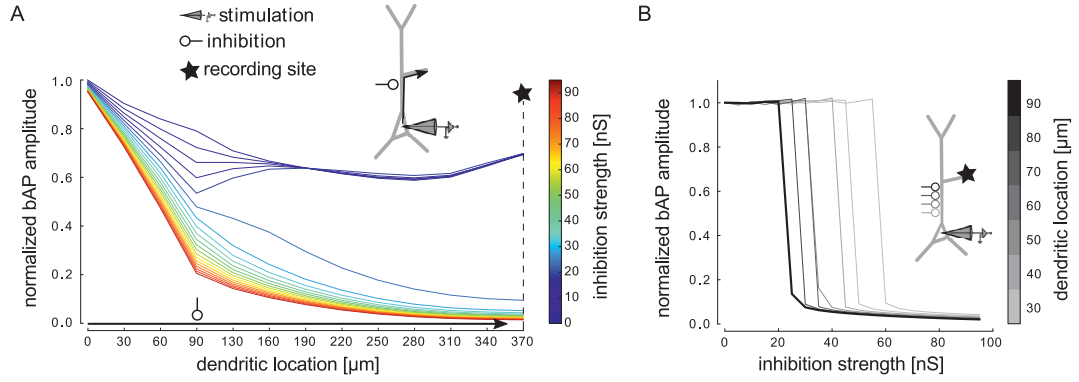 A
stimulation
inhibition
recording site
normalized bAP amplitude
1.0
0.8
0.6
0.4
0.2
0.0
0 30 60 90 130 160 190 220 250 280 310 340 370
dendritic location [µm]
90
80
70
60
50
40
30
20
10
0
inhibition strength [nS]
B
normalized bAP amplitude
1.0
0.8
0.6
0.4
0.2
0.0
0 20 40 60 80 100
inhibition strength [nS]
90
80
70
60
50
40
30
dendritic location [µm]